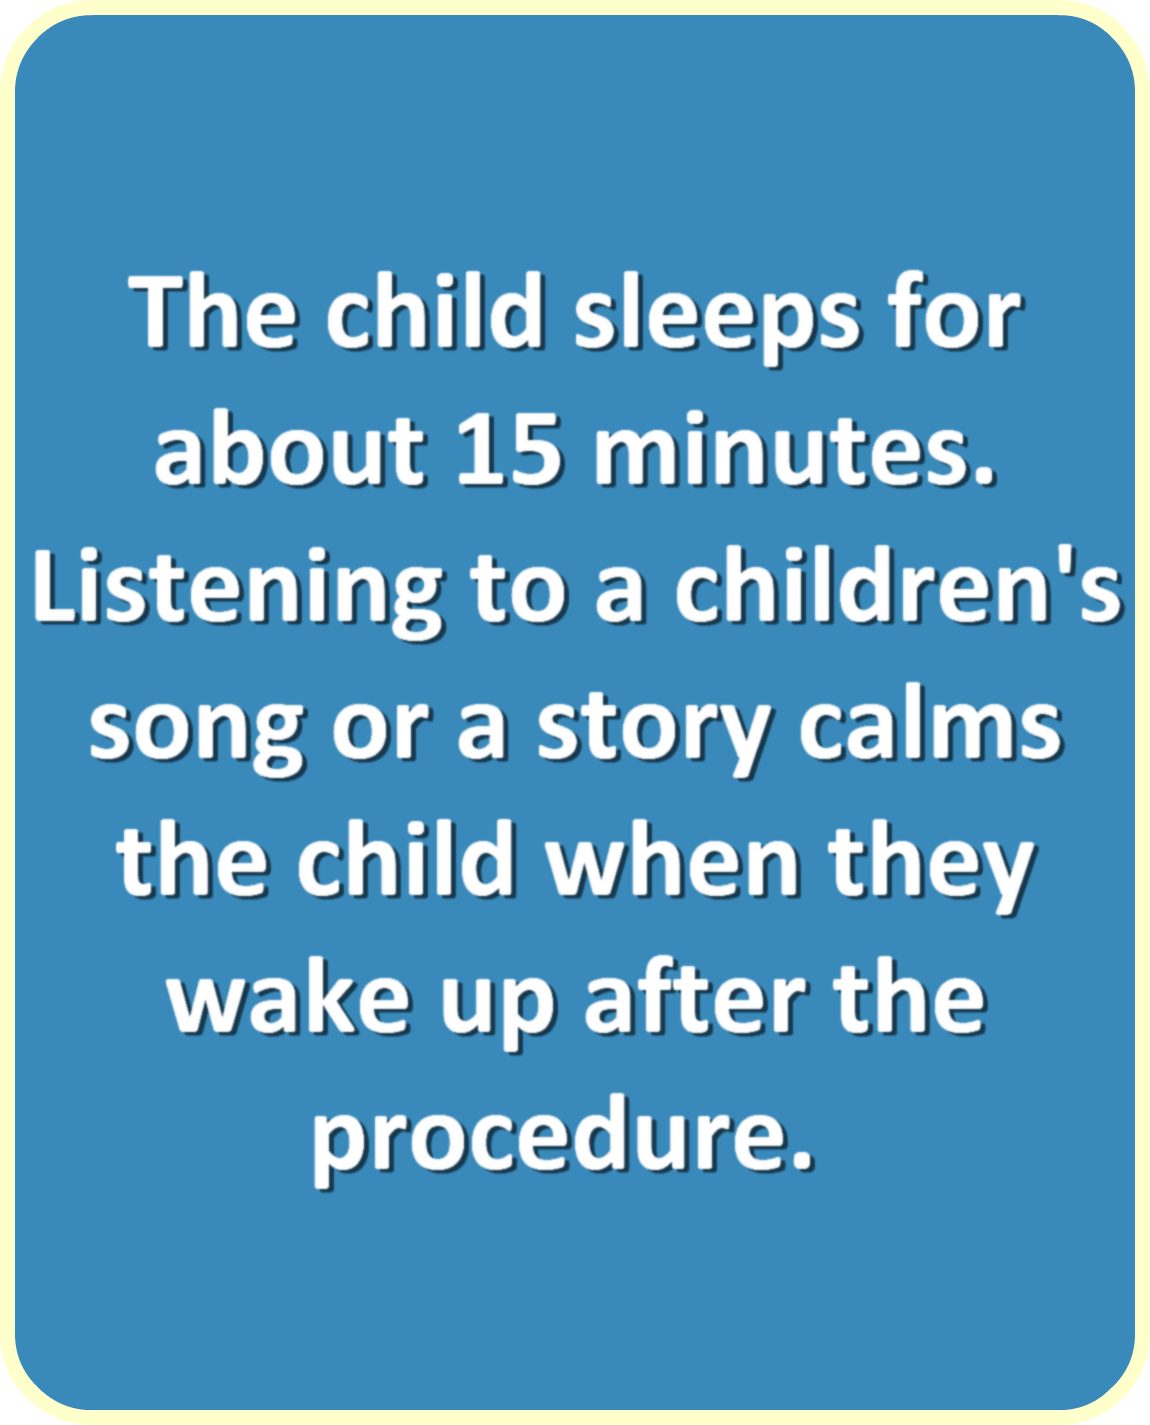 The child sleeps for
about 15 minutes.
Listening to a children's
song or a story calms
the child when they
wake up after the
procedure.